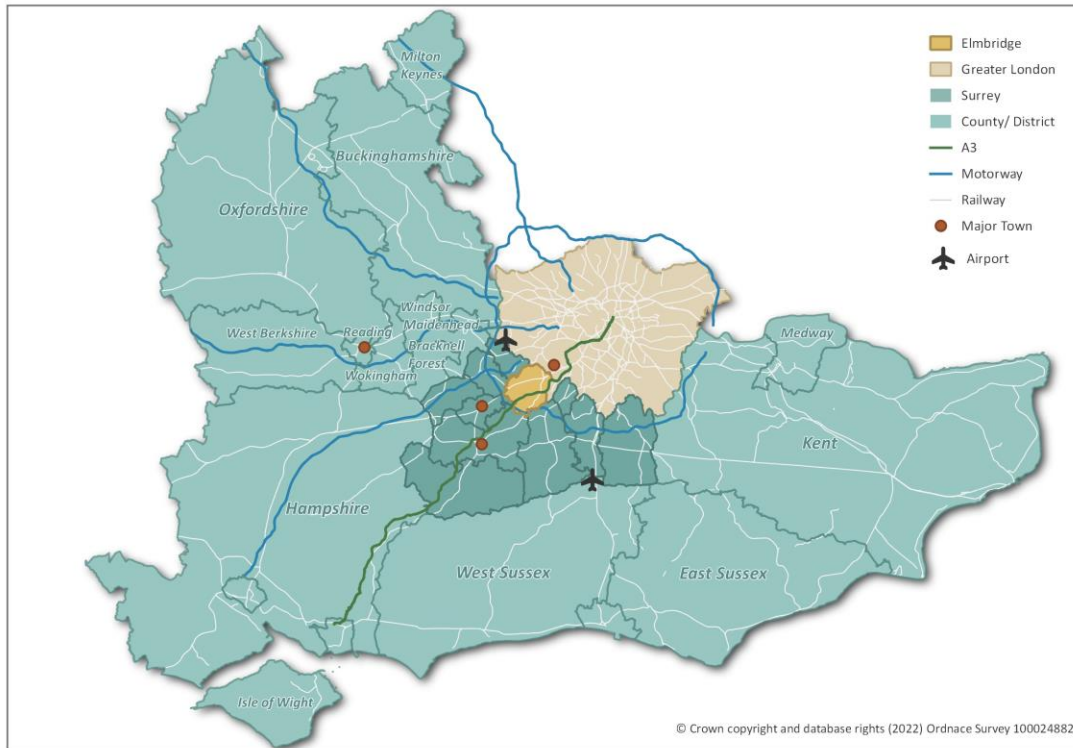 Milton
Keynes
Buckinghamshire
Oxfordshire
Windsor
Maidenhead
West Berkshire
Reading
Bracknell
Forest
Wokingham
Medway
Kent
Hampshire
West Sussex
East Sussex
Isle of Wight
Elmbridge
Greater London
Surrey
County/ District
A3
Motorway
Railway
Major Town
Airport
© Crown copyright and database rights (2022) Ordnace Survey 100024882